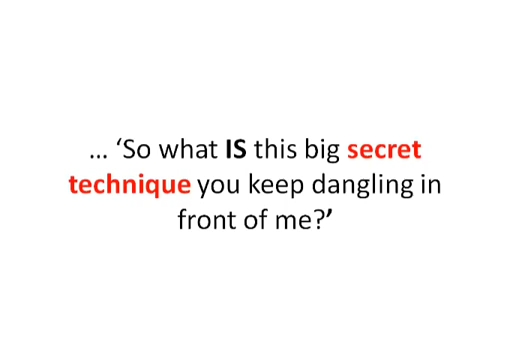 ... ‘So what IS this big secret
technique you keep dangling in
front of me?’